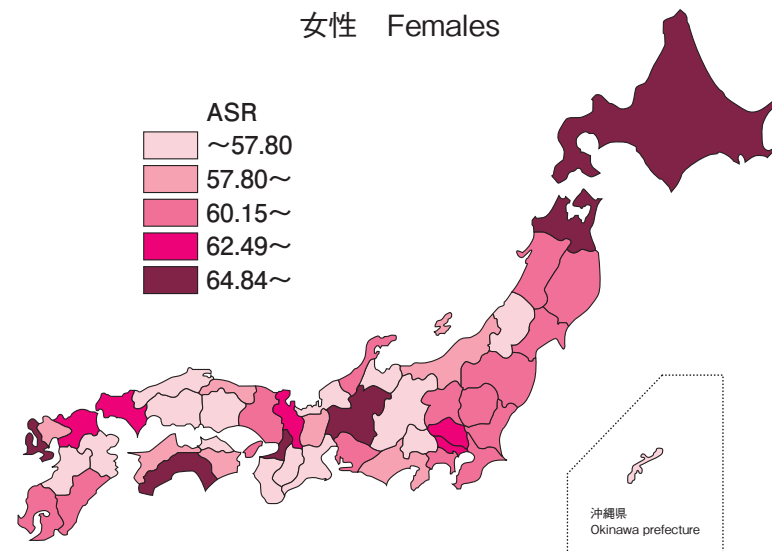 女性　Females
ASR
～57.80
57.80～
60.15～
62.49～
64.84～
沖縄県
Okinawa prefecture